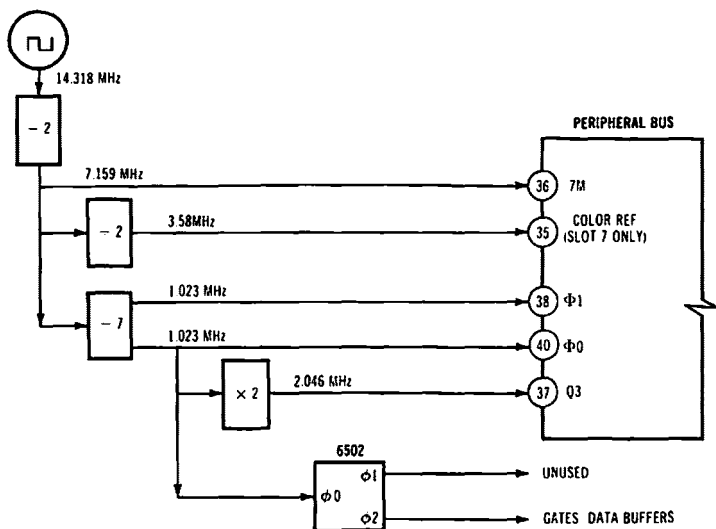 14.318 MHz
- 2
PERIPHERAL BUS
7.159 MHz
36 7M
- 2
3.58MHz
35 COLOR REF
(SLOT 7 ONLY)
- 7
1.023 MHz
38 Φ1
1.023 MHz
40 Φ0
× 2
2.046 MHz
37 Q3
6502
ϕ1
UNUSED
ϕ0
ϕ2
GATES DATA BUFFERS